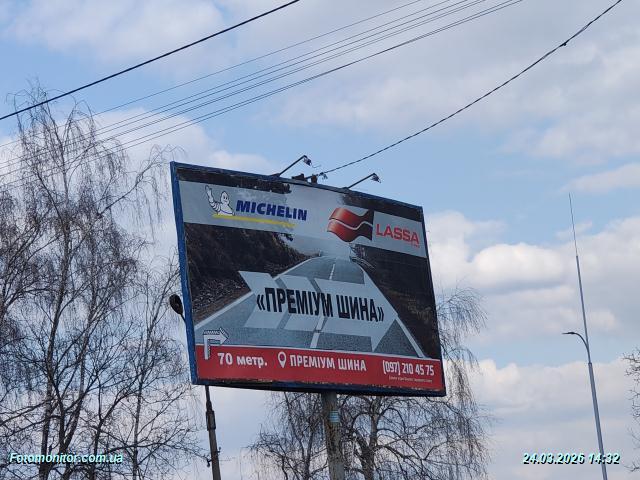 MICHELIN
LASSA
«ПРЕМІУМ ШИНА»
70 метр. ПРЕМІУМ ШИНА (097) 210 45 75
Fotomonitor.com.ua
24.03.2026 14:32